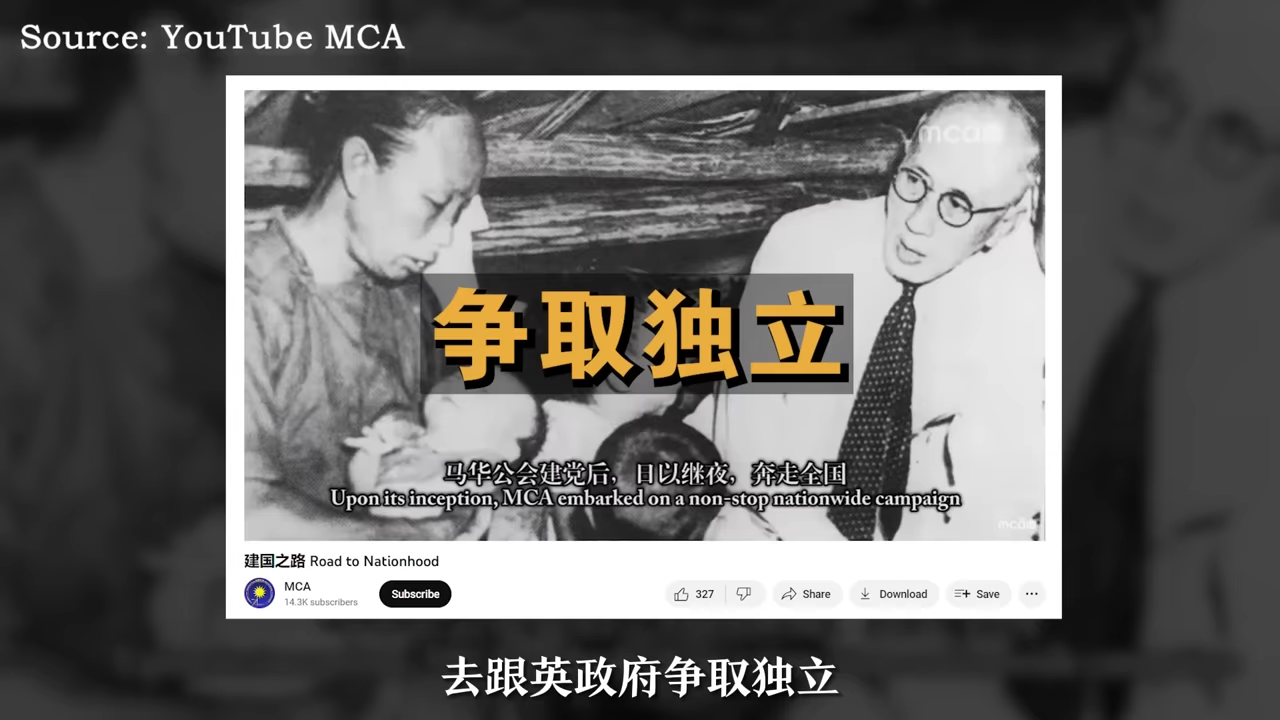 Source: YouTube MCA
mca
争取独立
马华公会建党后，日以继夜，奔走全国
Upon its inception, MCA embarked on a non-stop nationwide campaign
mca
建国之路 Road to Nationhood
MCA
14.3K subscribers
Subscribe
327
Share
Download
Save
去跟英政府争取独立